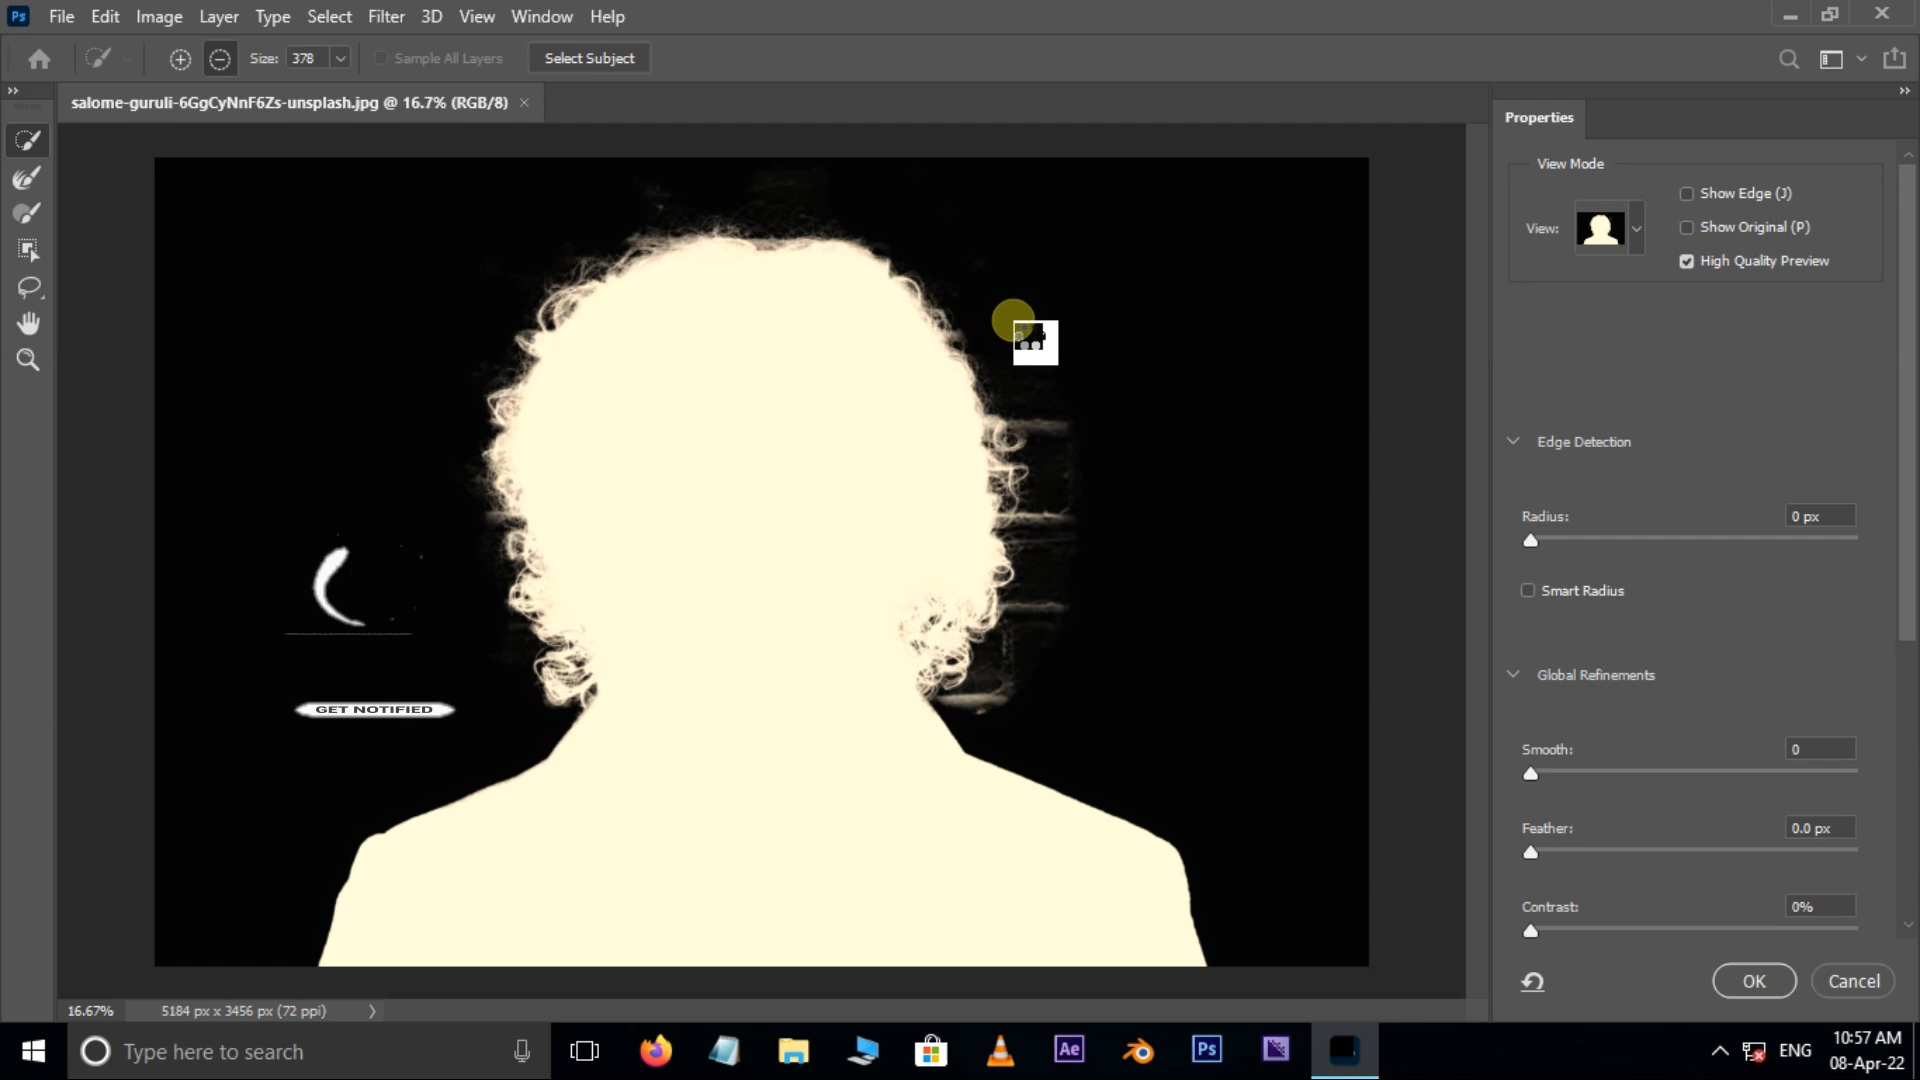 Ps File Edit Image Layer Type Select Filter 3D View Window Help
Size: 378 Sample All Layers Select Subject
salome-guruli-6GgCyNnF6Zs-unsplash.jpg @ 16.7% (RGB/8) ×
Properties
View Mode
Show Edge (J)
View:
Show Original (P)
High Quality Preview
Edge Detection
Radius: 0 px
Smart Radius
Global Refinements
GET NOTIFIED
Smooth: 0
Feather: 0.0 px
Contrast: 0%
OK Cancel
16.67% 5184 px x 3456 px (72 ppi)
Type here to search
Ae
Ps
ENG
10:57 AM
08-Apr-22